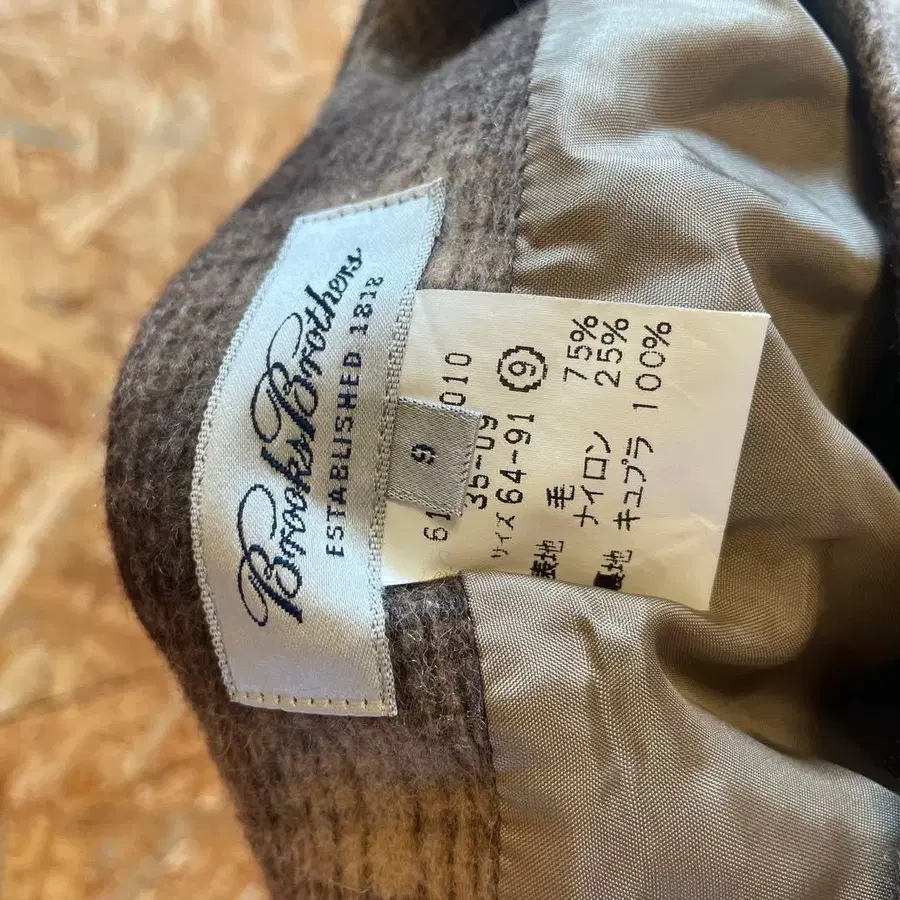 Brooks Brothers
ESTABLISHED 1818
9
61 010
35-09
サイズ 64-91 (9)
表地 毛 75%
ナイロン 25%
裏地 キュプラ 100%